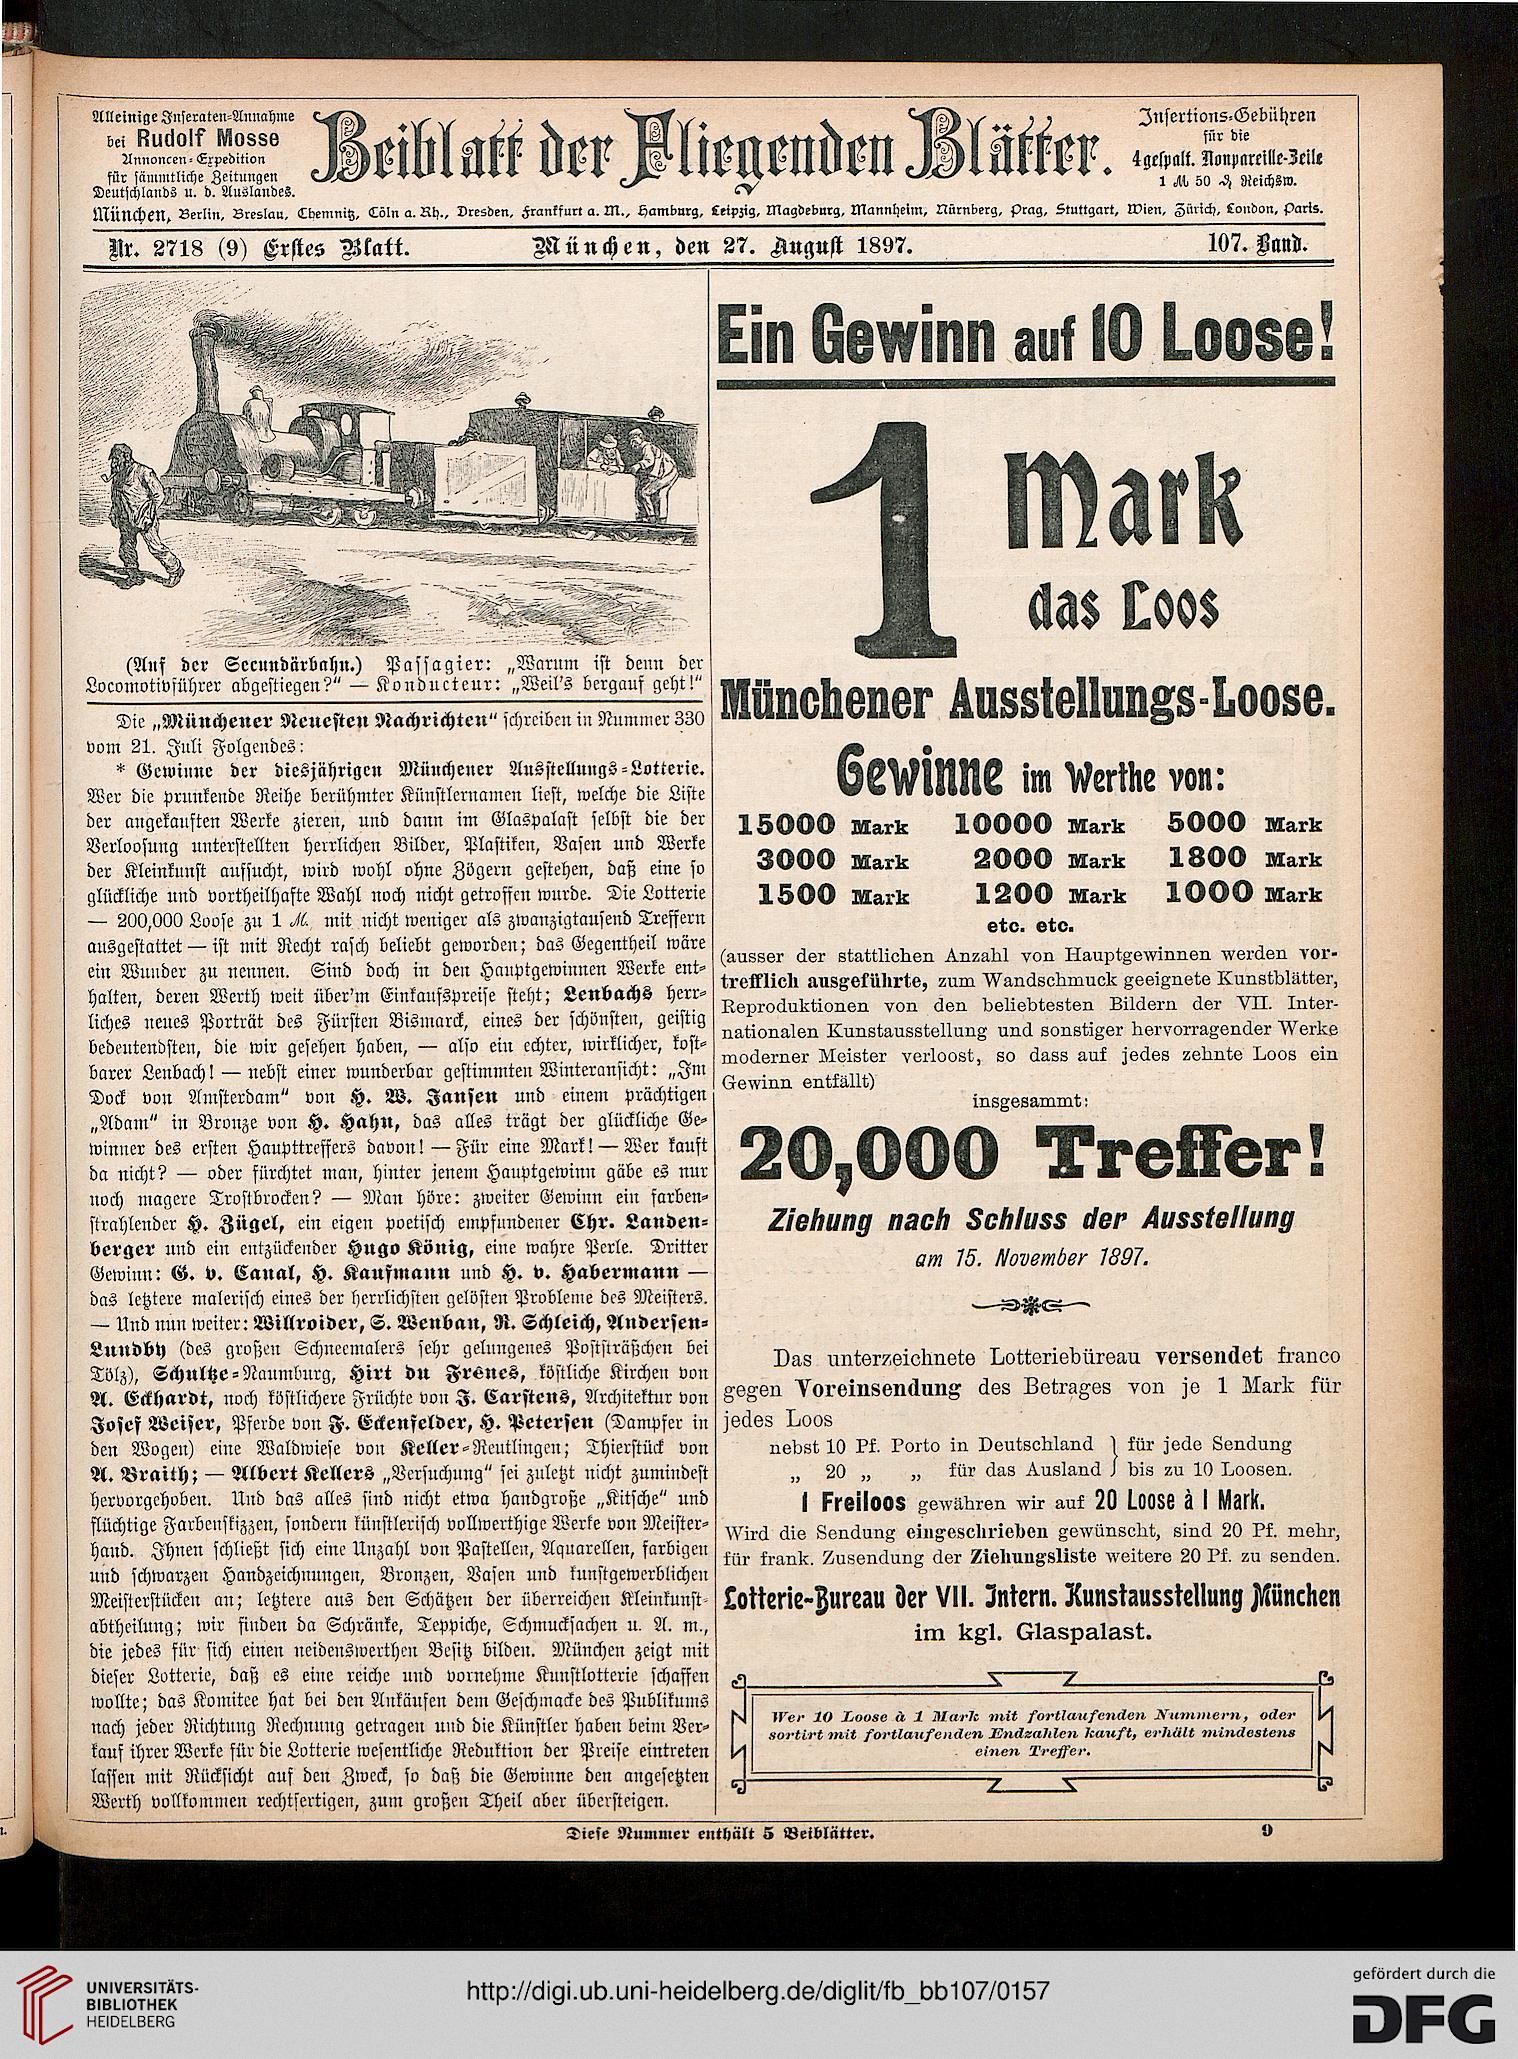 Alleinige Inseraten-Annahme
bei Rudolf Mosse
Annoncen-Expedition
für sämmtliche Zeitungen
Deutschlands u. d. Auslandes.
Beiblatt der Fliegenden Blätter.
Insertions-Gebühren
für die
4gespalt. Nonpareille-Zeile
1 ℳ 50 ₰ Reichsw.
München, Berlin, Breslau, Chemnitz, Cöln a. Rh., Dresden, Frankfurt a. M., Hamburg, Leipzig, Magdeburg, Mannheim, Nürnberg, Prag, Stuttgart, Wien, Zürich, London, Paris.
Nr. 2718 (9) Erstes Blatt. München, den 27. August 1897. 107. Band.
(Auf der Secundärbahn.) Passagier: „Warum ist denn der
Locomotivführer abgestiegen?“ — Konducteur: „Weil's bergauf geht!“
Die „Münchener Neuesten Nachrichten“ schreiben in Nummer 330
vom 21. Juli Folgendes:
* Gewinne der diesjährigen Münchener Ausstellungs-Lotterie.
Wer die prunkende Reihe berühmter Künstlernamen liest, welche die Liste
der angekauften Werke zieren, und dann im Glaspalast selbst die der
Verloosung unterstellten herrlichen Bilder, Plastiken, Vasen und Werke
der Kleinkunst aufsucht, wird wohl ohne Zögern gestehen, daß eine so
glückliche und vortheilhafte Wahl noch nicht getroffen wurde. Die Lotterie
— 200,000 Loose zu 1 ℳ. mit nicht weniger als zwanzigtausend Treffern
ausgestattet — ist mit Recht rasch beliebt geworden; das Gegentheil wäre
ein Wunder zu nennen. Sind doch in den Hauptgewinnen Werke ent-
halten, deren Werth weit über'm Einkaufspreise steht; Lenbachs herr-
liches neues Porträt des Fürsten Bismarck, eines der schönsten, geistig
bedeutendsten, die wir gesehen haben, — also ein echter, wirklicher, kost-
barer Lenbach! — nebst einer wunderbar gestimmten Winteransicht: „Im
Dock von Amsterdam“ von H. W. Jansen und einem prächtigen
„Adam“ in Bronze von H. Hahn, das alles trägt der glückliche Ge-
winner des ersten Haupttreffers davon! — Für eine Mark! — Wer kauft
da nicht? — oder fürchtet man, hinter jenem Hauptgewinn gäbe es nur
noch magere Trostbrocken? — Man höre: zweiter Gewinn ein farben-
strahlender H. Zügel, ein eigen poetisch empfundener Chr. Landen-
berger und ein entzückender Hugo König, eine wahre Perle. Dritter
Gewinn: G. v. Canal, H. Kaufmann und H. v. Habermann —
das letztere malerisch eines der herrlichsten gelösten Probleme des Meisters.
— Und nun weiter: Willroider, S. Wenban, R. Schleich, Andersen-
Lundby (des großen Schneemalers sehr gelungenes Poststräßchen bei
Tölz), Schultze-Naumburg, Hirt du Frênes, köstliche Kirchen von
A. Eckhardt, noch köstlichere Früchte von J. Carstens, Architektur von
Josef Weiser, Pferde von F. Eckenfelder, H. Petersen (Dampfer in
den Wogen) eine Waldwiese von Keller-Reutlingen; Thierstück von
A. Braith; — Albert Kellers „Versuchung“ sei zuletzt nicht zumindest
hervorgehoben. Und das alles sind nicht etwa handgroße „Kitsche“ und
flüchtige Farbenskizzen, sondern künstlerisch vollwerthige Werke von Meister-
hand. Ihnen schließt sich eine Unzahl von Pastellen, Aquarellen, farbigen
und schwarzen Handzeichnungen, Bronzen, Vasen und kunstgewerblichen
Meisterstücken an; letztere aus den Schätzen der überreichen Kleinkunst-
abtheilung; wir finden da Schränke, Teppiche, Schmucksachen u. A. m.,
die jedes für sich einen neidenswerthen Besitz bilden. München zeigt mit
dieser Lotterie, daß es eine reiche und vornehme Kunstlotterie schaffen
wollte; das Komitee hat bei den Ankäufen dem Geschmacke des Publikums
nach jeder Richtung Rechnung getragen und die Künstler haben beim Ver-
kauf ihrer Werke für die Lotterie wesentliche Reduktion der Preise eintreten
lassen mit Rücksicht auf den Zweck, so daß die Gewinne den angesetzten
Werth vollkommen rechtfertigen, zum großen Theil aber übersteigen.
Ein Gewinn auf 10 Loose!
1 Mark
das Loos
Münchener Ausstellungs-Loose.
Gewinne im Werthe von:
15000 Mark 10000 Mark 5000 Mark
3000 Mark 2000 Mark 1800 Mark
1500 Mark 1200 Mark 1000 Mark
etc. etc.
(ausser der stattlichen Anzahl von Hauptgewinnen werden vor-
trefflich ausgeführte, zum Wandschmuck geeignete Kunstblätter,
Reproduktionen von den beliebtesten Bildern der VII. Inter-
nationalen Kunstausstellung und sonstiger hervorragender Werke
moderner Meister verloost, so dass auf jedes zehnte Loos ein
Gewinn entfällt)
insgesammt:
20,000 Treffer!
Ziehung nach Schluss der Ausstellung
am 15. November 1897.
Das unterzeichnete Lotteriebüreau versendet franco
gegen Voreinsendung des Betrages von je 1 Mark für
jedes Loos
nebst 10 Pf. Porto in Deutschland } für jede Sendung
„ 20 „ „ für das Ausland } bis zu 10 Loosen.
1 Freiloos gewähren wir auf 20 Loose à 1 Mark.
Wird die Sendung eingeschrieben gewünscht, sind 20 Pf. mehr,
für frank. Zusendung der Ziehungsliste weitere 20 Pf. zu senden.
Lotterie-Bureau der VII. Intern. Kunstausstellung München
im kgl. Glaspalast.
Wer 10 Loose à 1 Mark mit fortlaufenden Nummern, oder
sortirt mit fortlaufenden Endzahlen kauft, erhält mindestens
einen Treffer.
Diese Nummer enthält 5 Beiblätter. 9
UNIVERSITÄTS-
BIBLIOTHEK
HEIDELBERG
http://digi.ub.uni-heidelberg.de/diglit/fb_bb107/0157
gefördert durch die
DFG